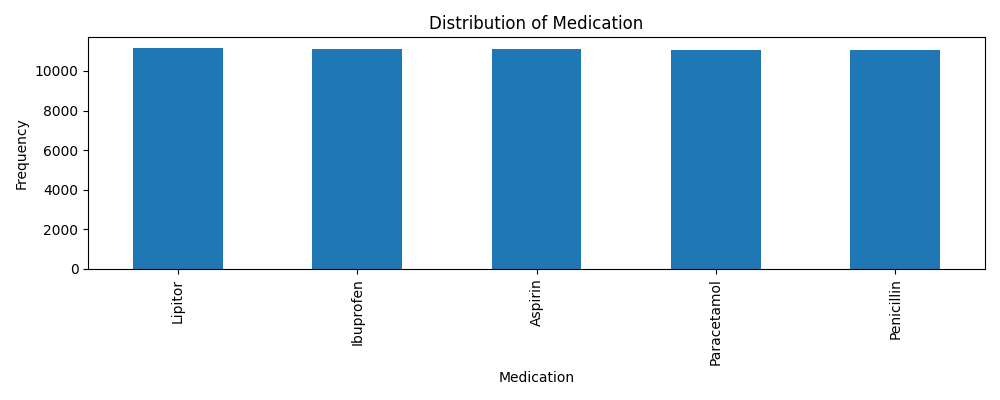 Distribution of Medication
Frequency
10000
8000
6000
4000
2000
0
Lipitor
Ibuprofen
Aspirin
Paracetamol
Penicillin
Medication